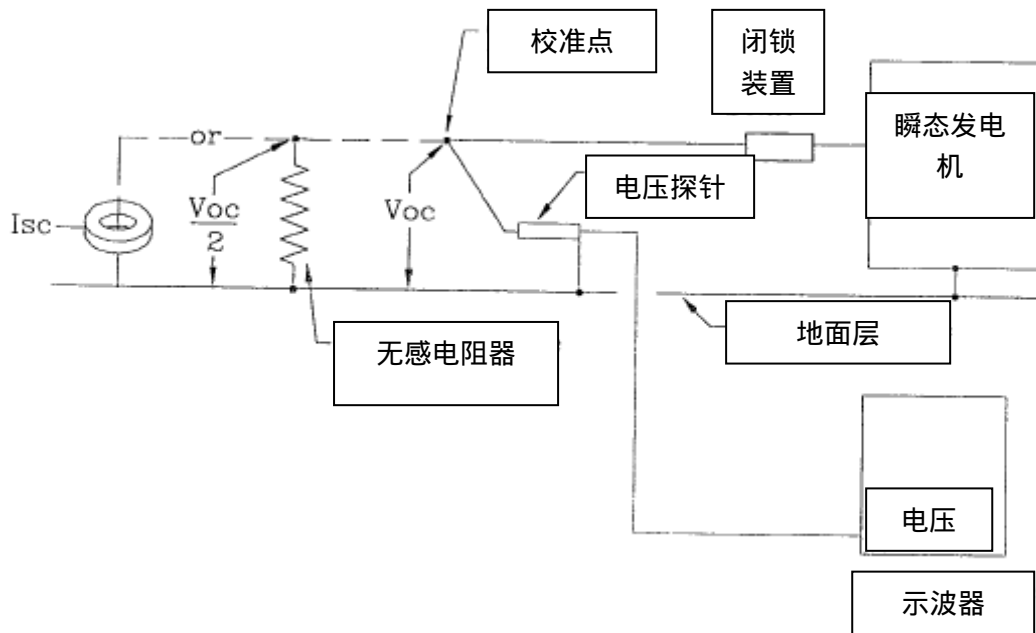 校准点
闭锁
装置
瞬态发电
机
or
电压探针
Isc
Voc
2
Voc
无感电阻器
地面层
电压
示波器